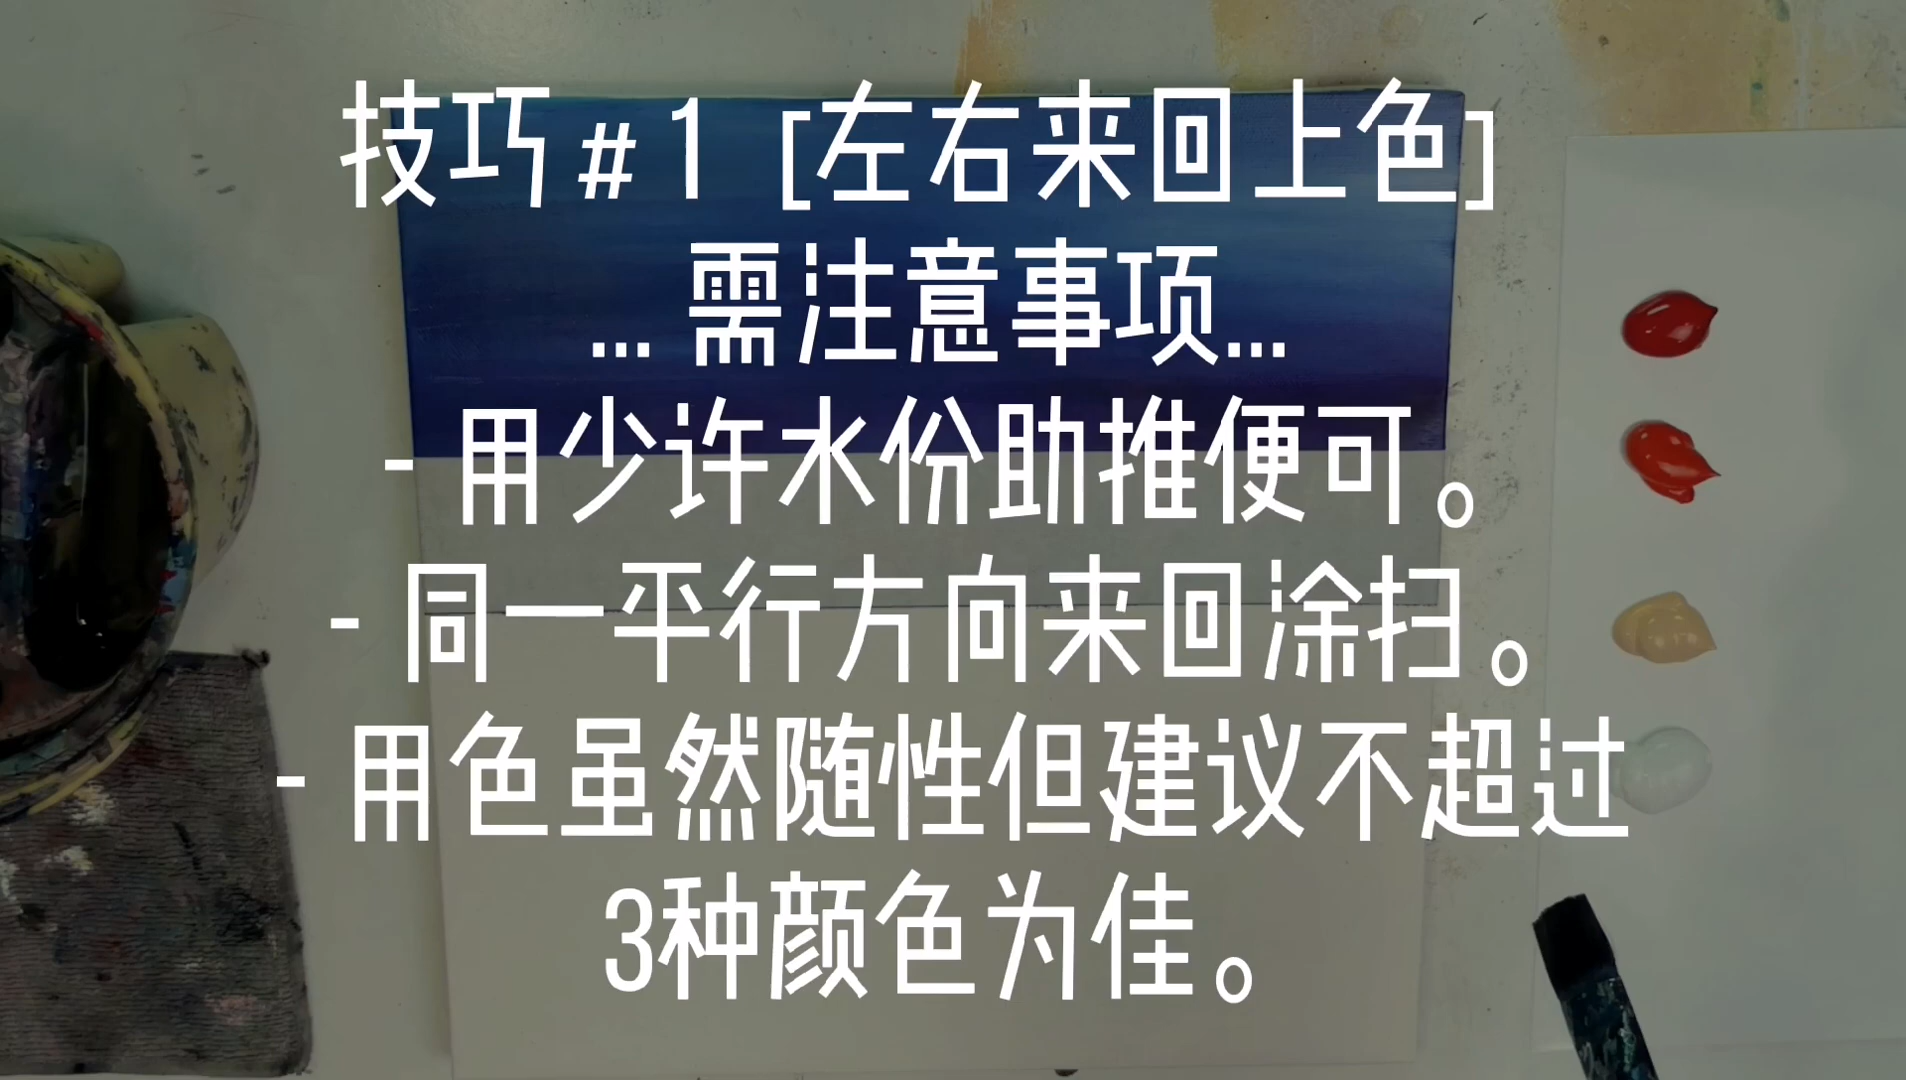 技巧#1 [左右来回上色]
... 需注意事项...
- 用少许水份助推便可。
- 同一平行方向来回涂扫。
- 用色虽然随性但建议不超过
3种颜色为佳。